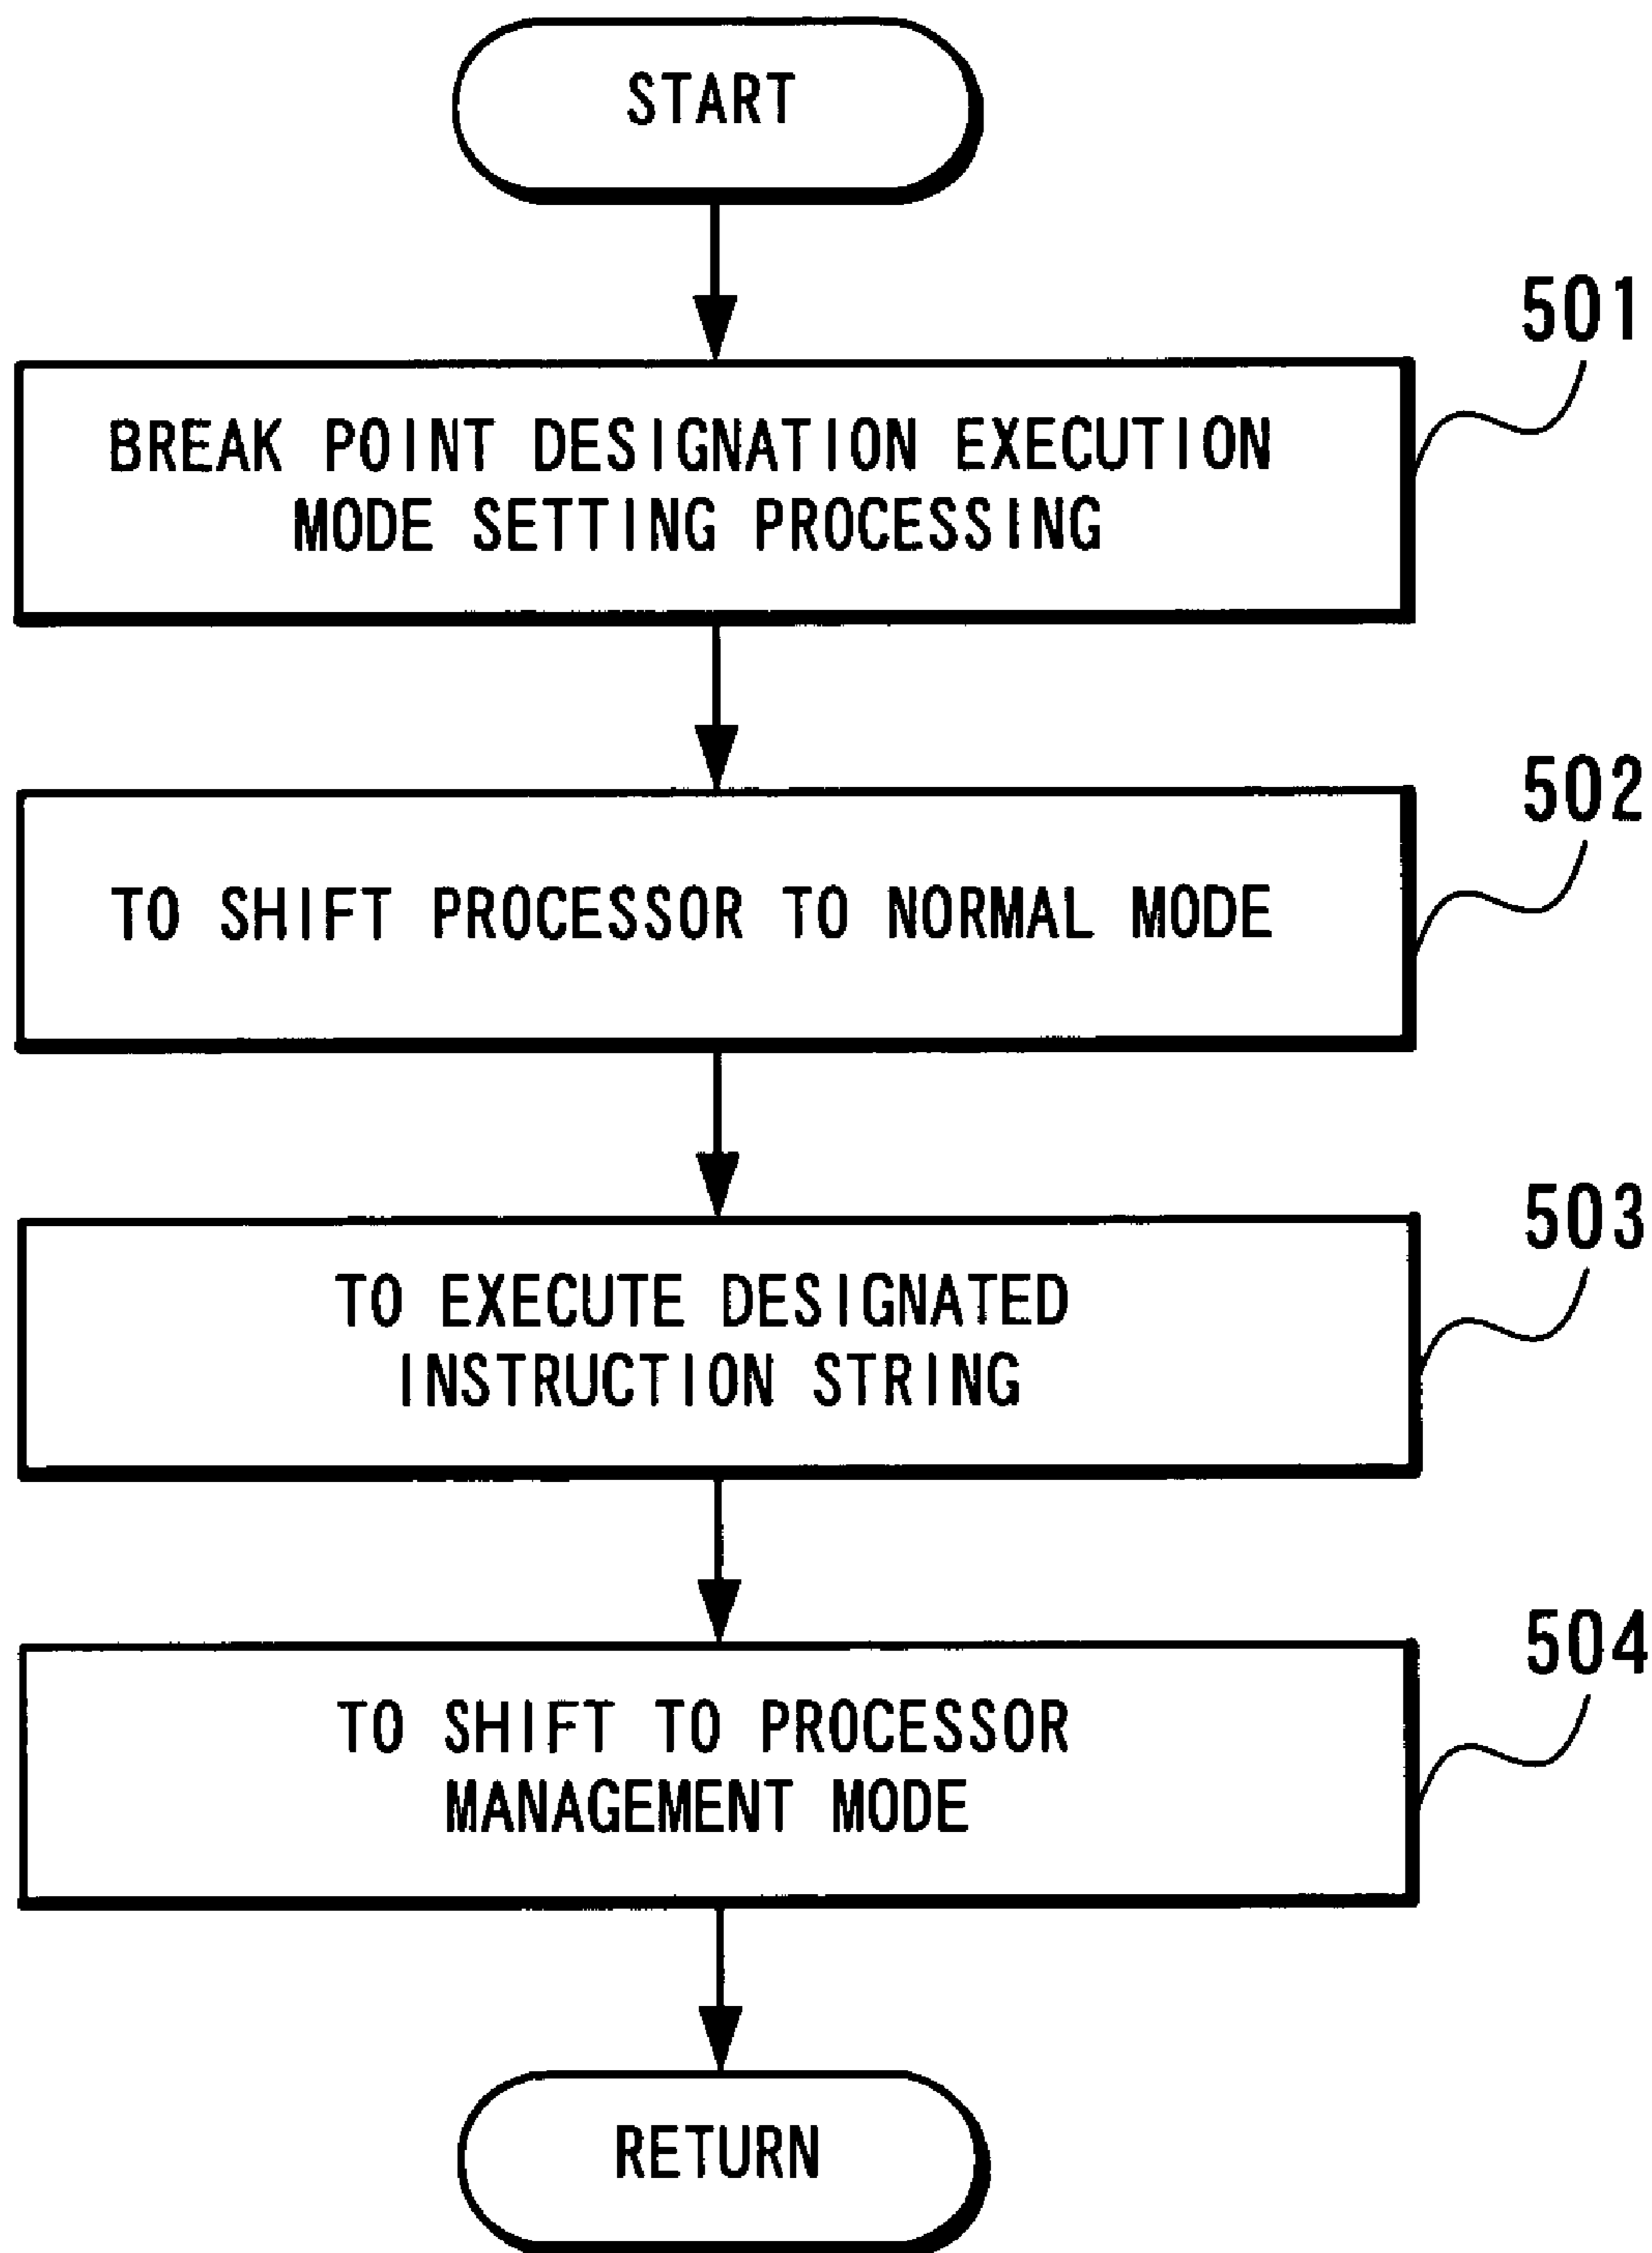 START
501
BREAK POINT DESIGNATION EXECUTION
MODE SETTING PROCESSING
502
TO SHIFT PROCESSOR TO NORMAL MODE
503
TO EXECUTE DESIGNATED
INSTRUCTION STRING
504
TO SHIFT TO PROCESSOR
MANAGEMENT MODE
RETURN